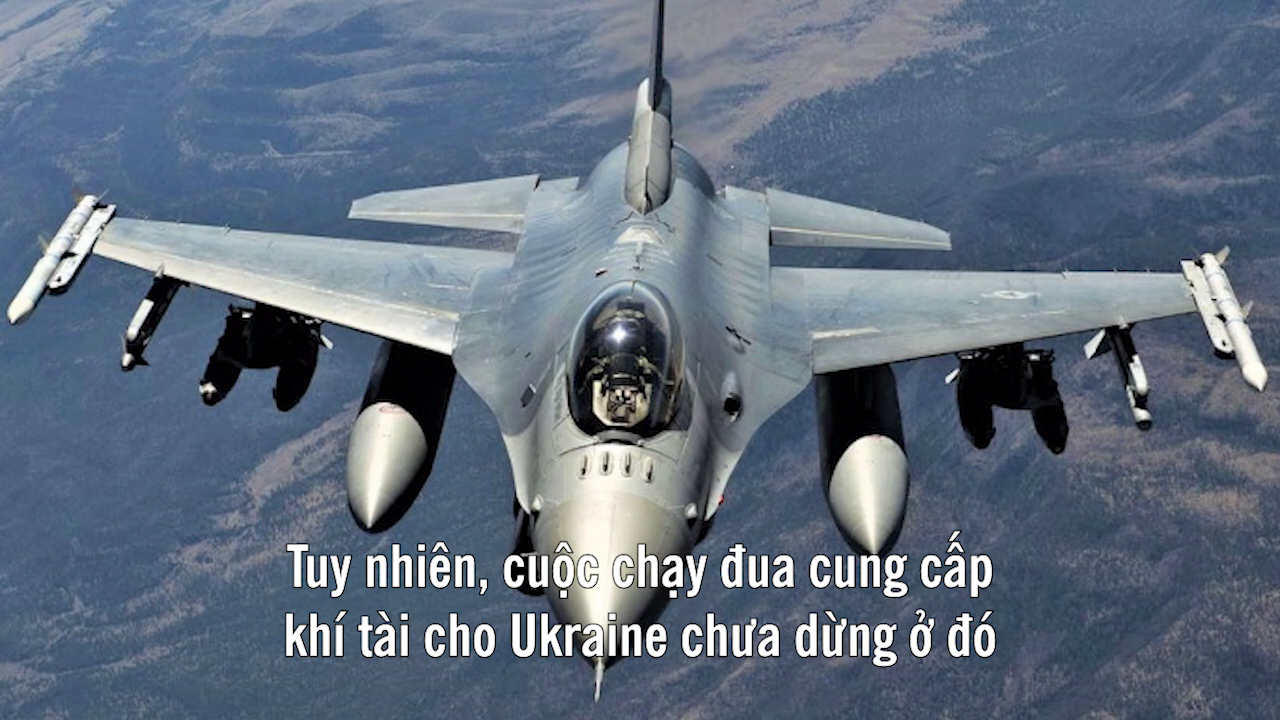 Tuy nhiên, cuộc chạy đua cung cấp
khí tài cho Ukraine chưa dừng ở đó